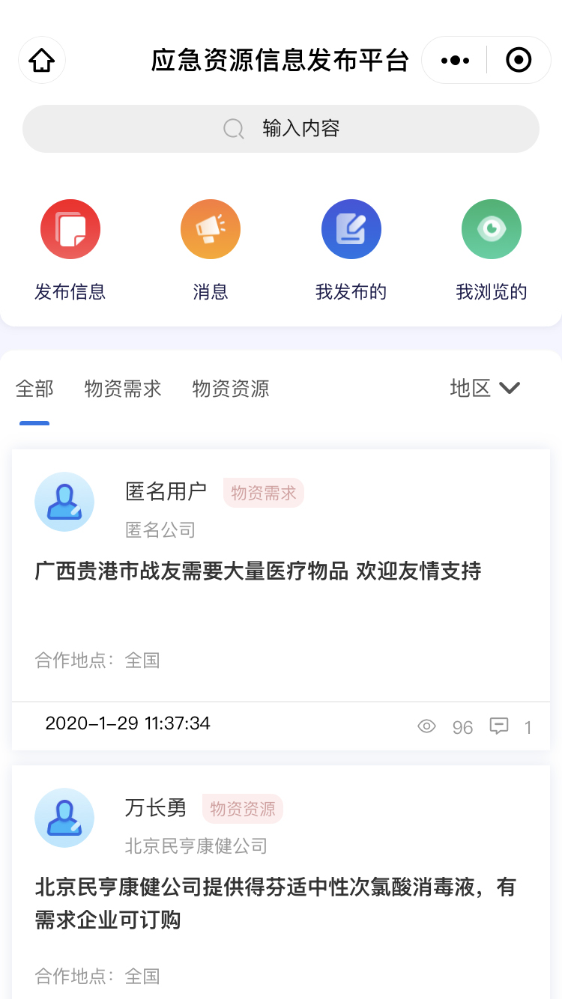 应急资源信息发布平台
输入内容
发布信息 消息 我发布的 我浏览的
全部 物资需求 物资资源 地区
匿名用户 物资需求
匿名公司
广西贵港市战友需要大量医疗物品 欢迎友情支持
合作地点：全国
2020-1-29 11:37:34 96 1
万长勇 物资资源
北京民亨康健公司
北京民亨康健公司提供得芬适中性次氯酸消毒液，有
需求企业可订购
合作地点：全国